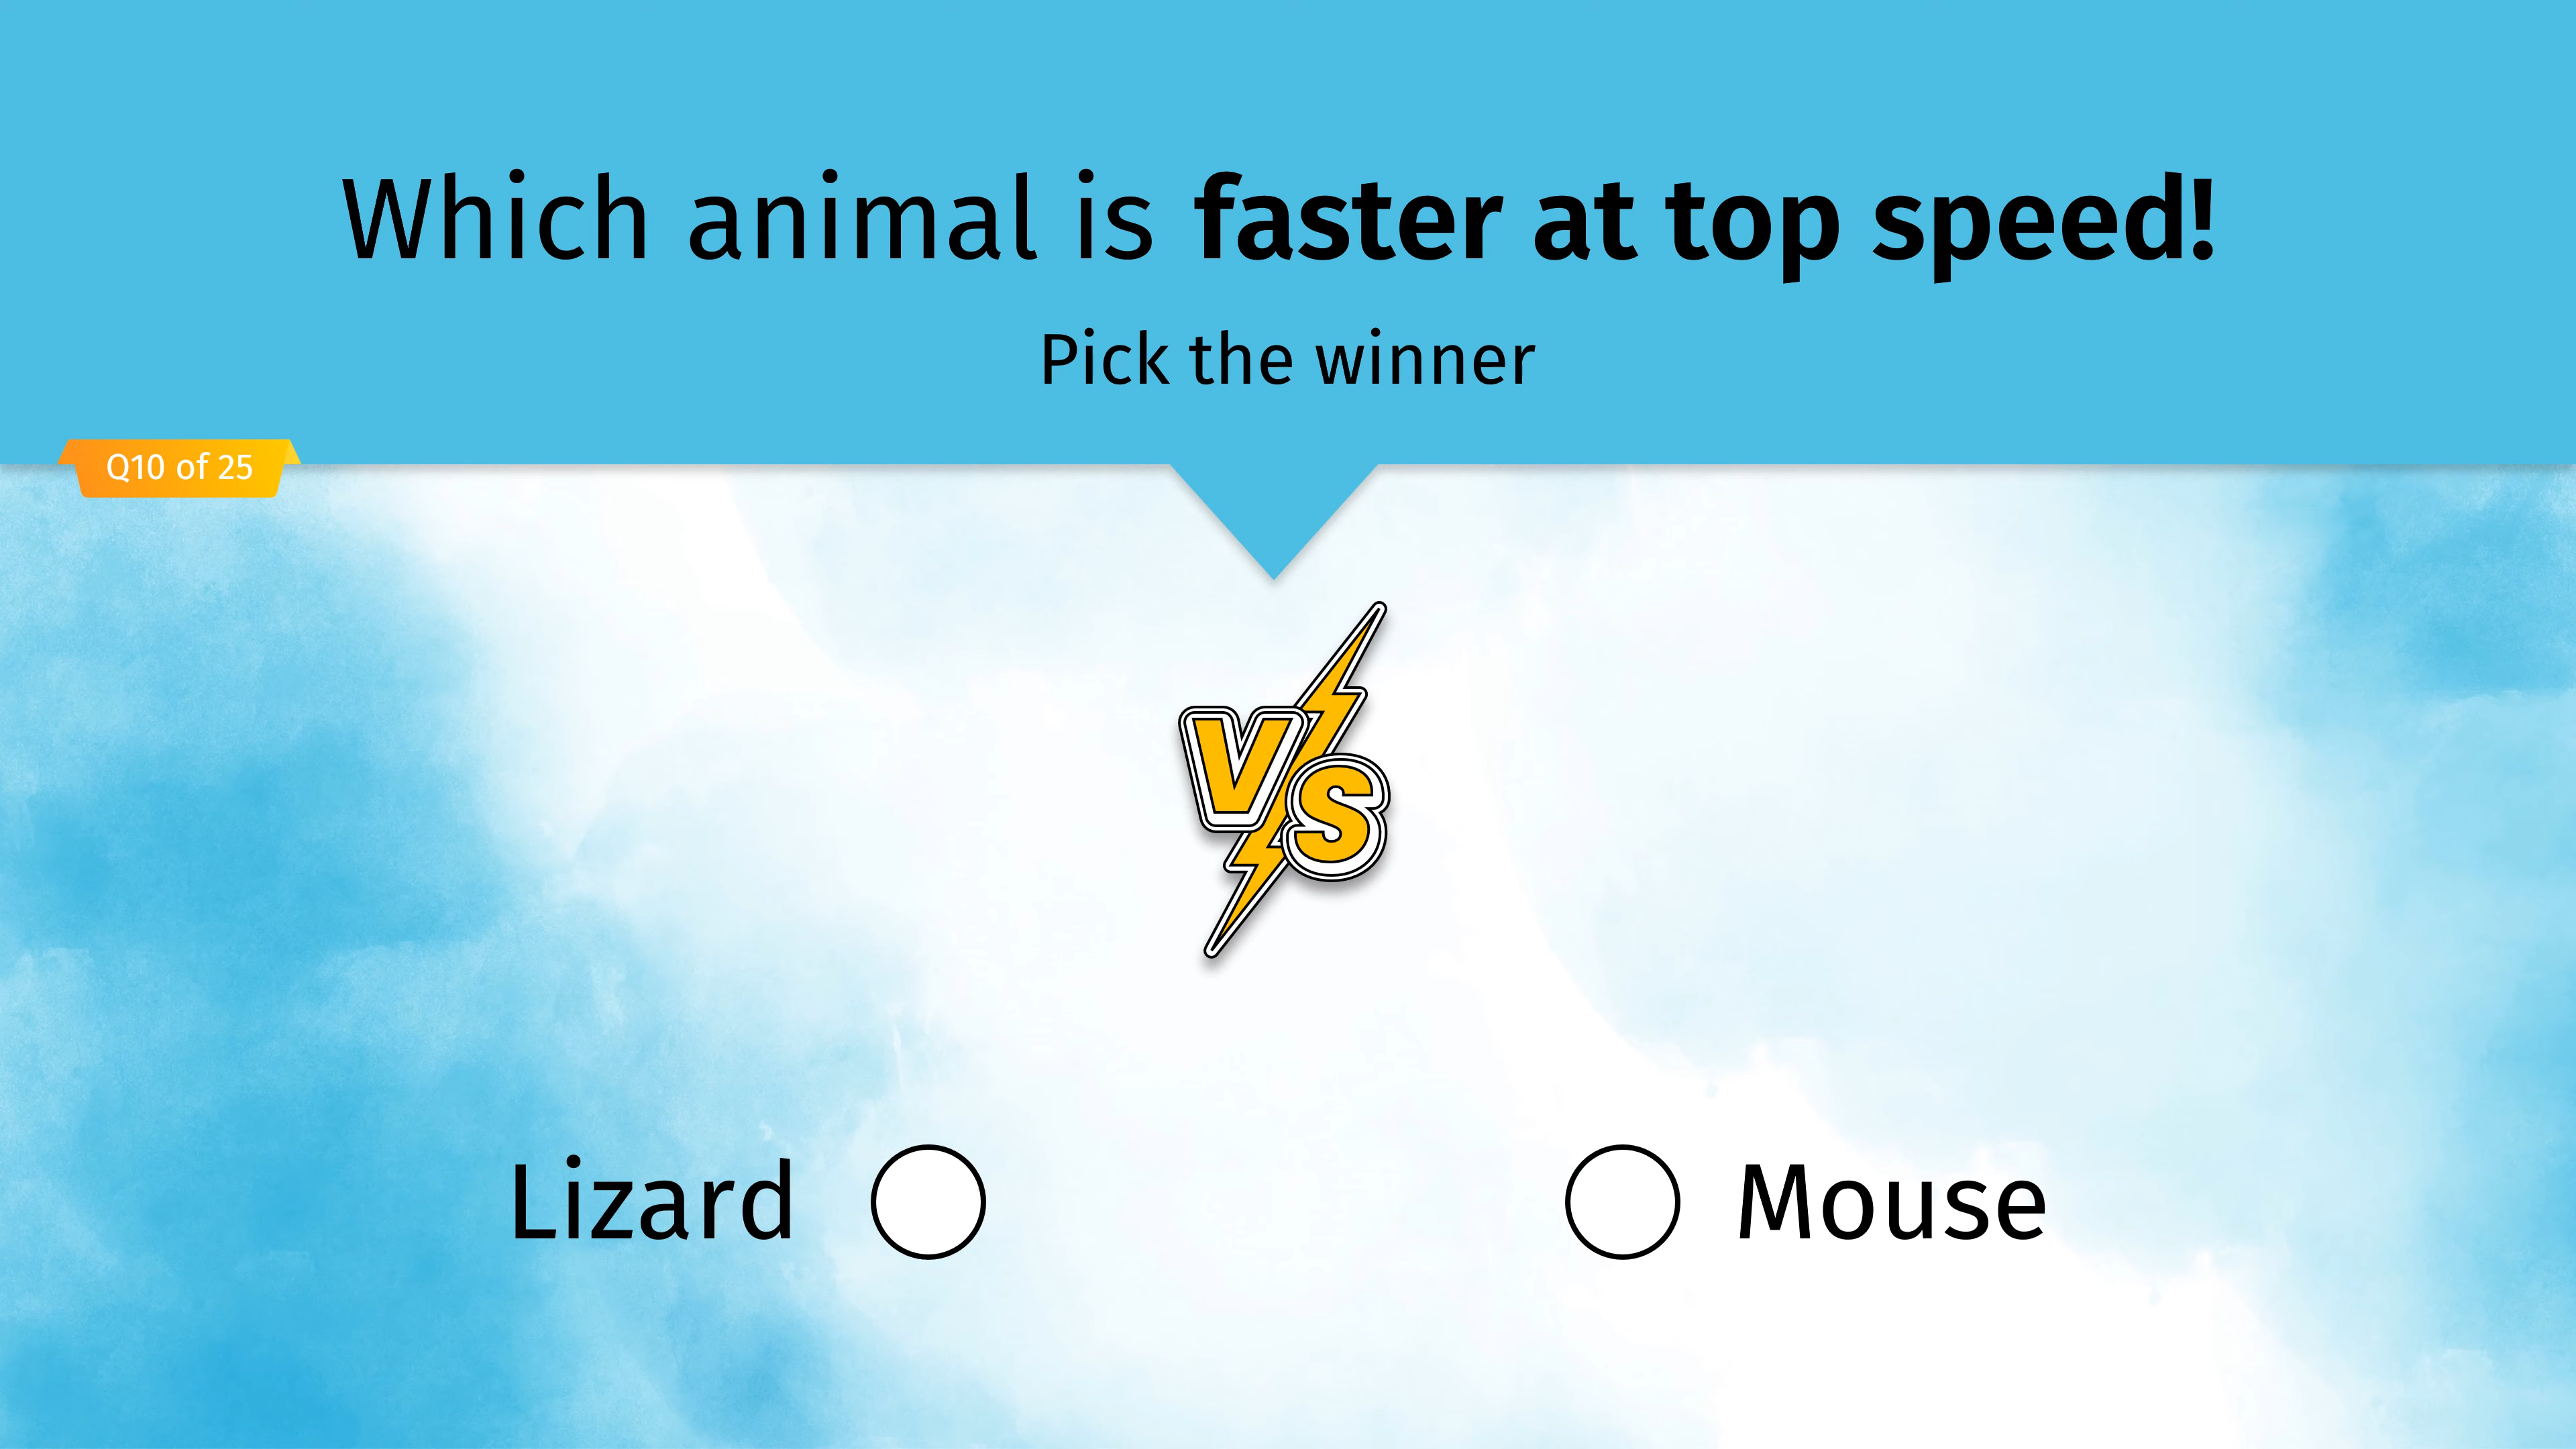 Which animal is faster at top speed!
Pick the winner
Q10 of 25
VS
Lizard
Mouse